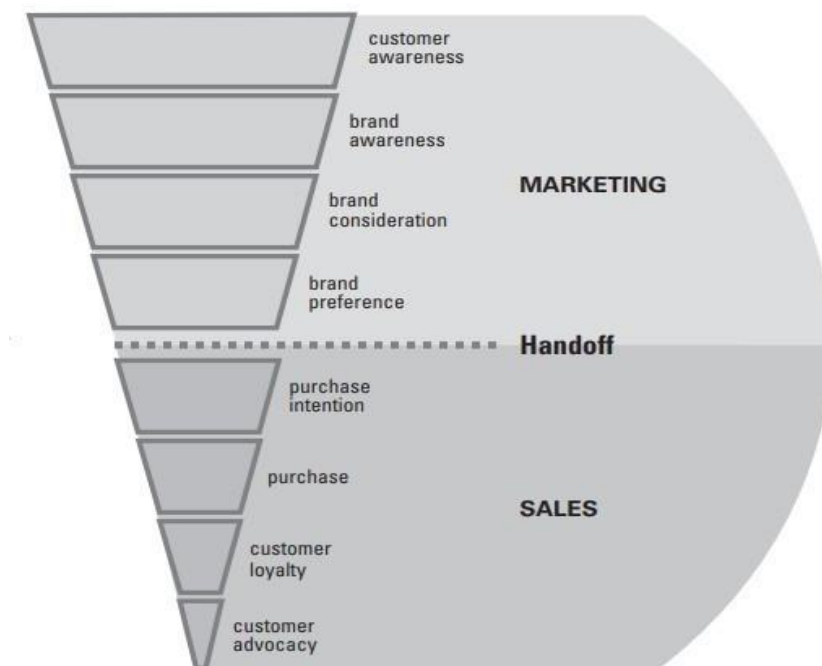 customer
awareness
brand
awareness
MARKETING
brand
consideration
brand
preference
Handoff
purchase
intention
purchase
SALES
customer
loyalty
customer
advocacy